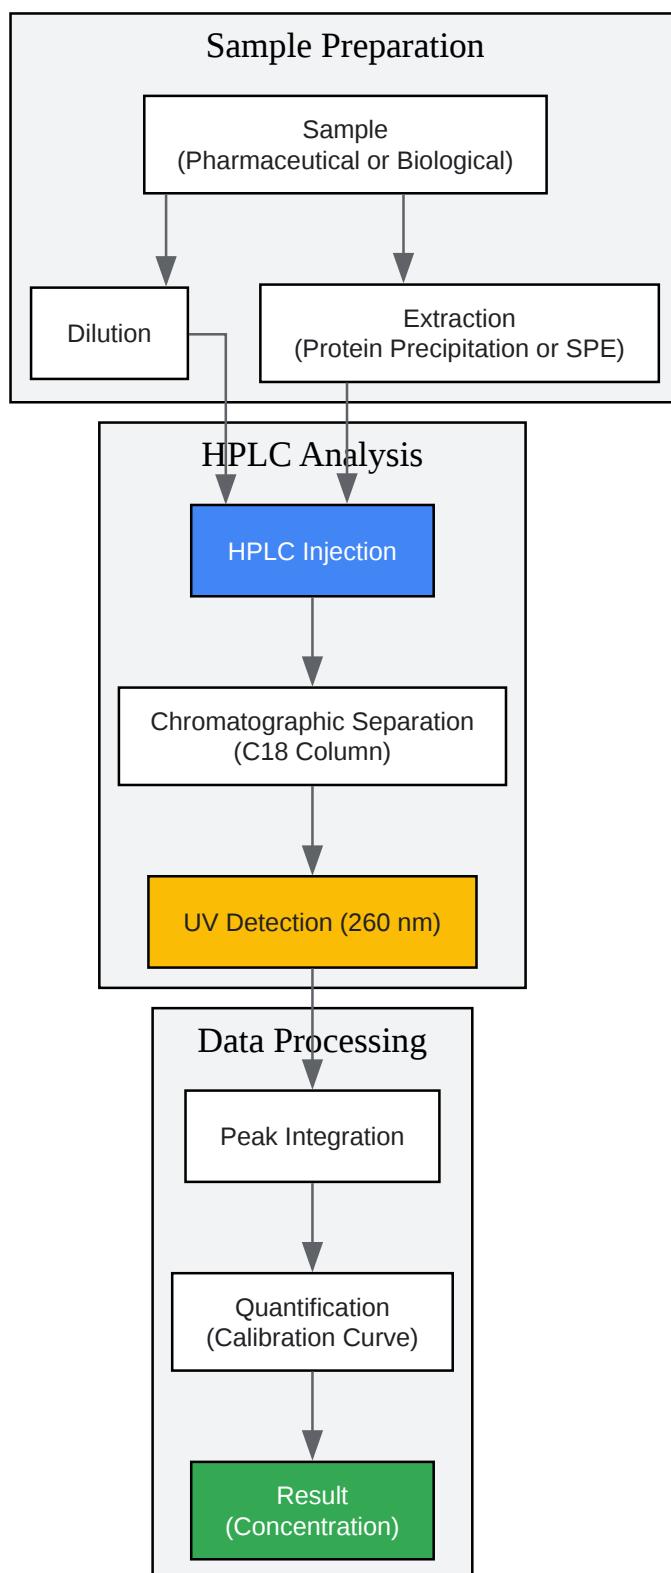 Sample Preparation
Sample
(Pharmaceutical or Biological)
Dilution
Extraction
(Protein Precipitation or SPE)
HPLC Analysis
HPLC Injection
Chromatographic Separation
(C18 Column)
UV Detection (260 nm)
Data Processing
Peak Integration
Quantification
(Calibration Curve)
Result
(Concentration)